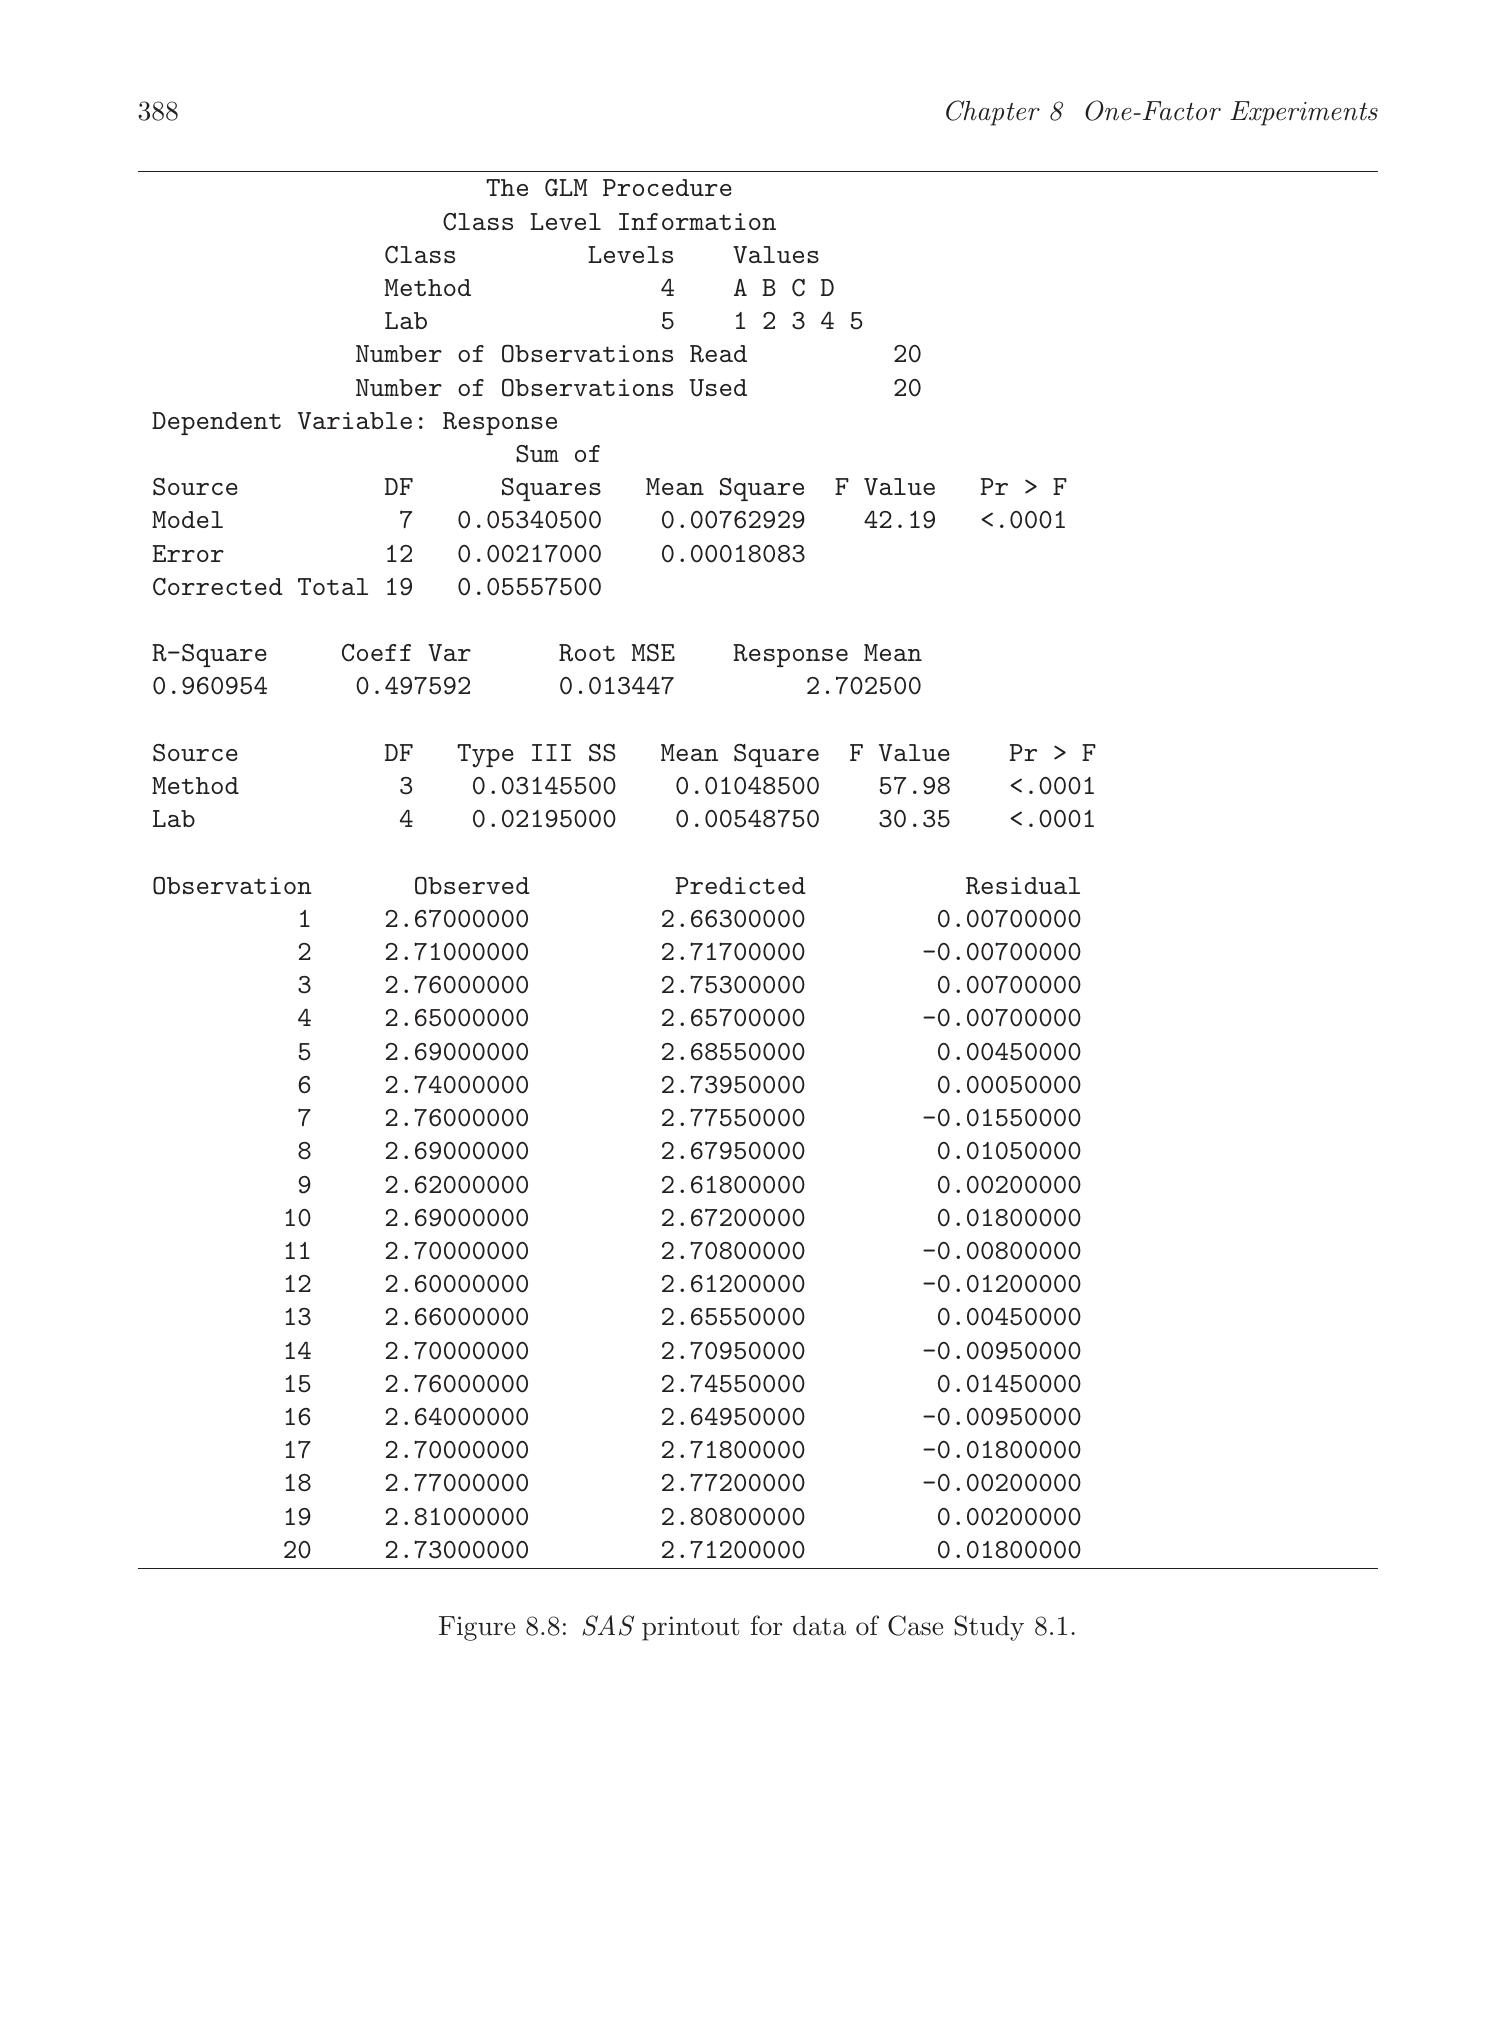 388 Chapter 8 One-Factor Experiments
The GLM Procedure
Class Level Information
Class Levels Values
Method 4 A B C D
Lab 5 1 2 3 4 5
Number of Observations Read 20
Number of Observations Used 20
Dependent Variable: Response
Sum of
Source DF Squares Mean Square F Value Pr > F
Model 7 0.05340500 0.00762929 42.19 <.0001
Error 12 0.00217000 0.00018083
Corrected Total 19 0.05557500
R-Square Coeff Var Root MSE Response Mean
0.960954 0.497592 0.013447 2.702500
Source DF Type III SS Mean Square F Value Pr > F
Method 3 0.03145500 0.01048500 57.98 <.0001
Lab 4 0.02195000 0.00548750 30.35 <.0001
Observation Observed Predicted Residual
1 2.67000000 2.66300000 0.00700000
2 2.71000000 2.71700000 -0.00700000
3 2.76000000 2.75300000 0.00700000
4 2.65000000 2.65700000 -0.00700000
5 2.69000000 2.68550000 0.00450000
6 2.74000000 2.73950000 0.00050000
7 2.76000000 2.77550000 -0.01550000
8 2.69000000 2.67950000 0.01050000
9 2.62000000 2.61800000 0.00200000
10 2.69000000 2.67200000 0.01800000
11 2.70000000 2.70800000 -0.00800000
12 2.60000000 2.61200000 -0.01200000
13 2.66000000 2.65550000 0.00450000
14 2.70000000 2.70950000 -0.00950000
15 2.76000000 2.74550000 0.01450000
16 2.64000000 2.64950000 -0.00950000
17 2.70000000 2.71800000 -0.01800000
18 2.77000000 2.77200000 -0.00200000
19 2.81000000 2.80800000 0.00200000
20 2.73000000 2.71200000 0.01800000
Figure 8.8: SAS printout for data of Case Study 8.1.